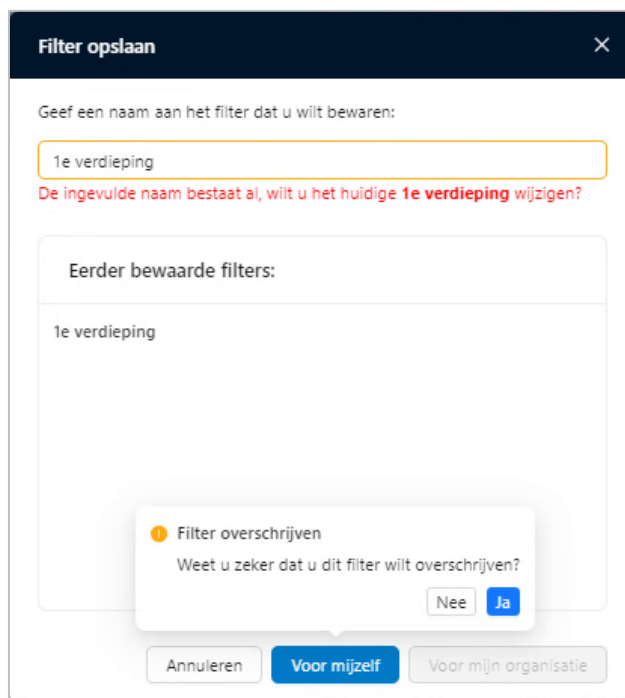 Filter opslaan
Geef een naam aan het filter dat u wilt bewaren:
1e verdieping
De ingevulde naam bestaat al, wilt u het huidige 1e verdieping wijzigen?
Eerder bewaarde filters:
1e verdieping
Filter overschrijven
Weet u zeker dat u dit filter wilt overschrijven?
Nee Ja
Annuleren Voor mijzelf Voor mijn organisatie